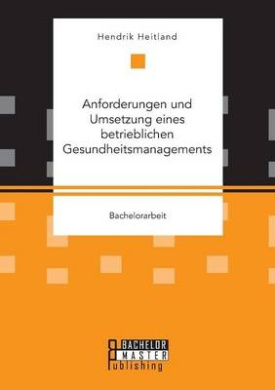 Hendrik Heitland
Anforderungen und
Umsetzung eines
betrieblichen
Gesundheitsmanagements
Bachelorarbeit
BACHELOR
MASTER
Publishing